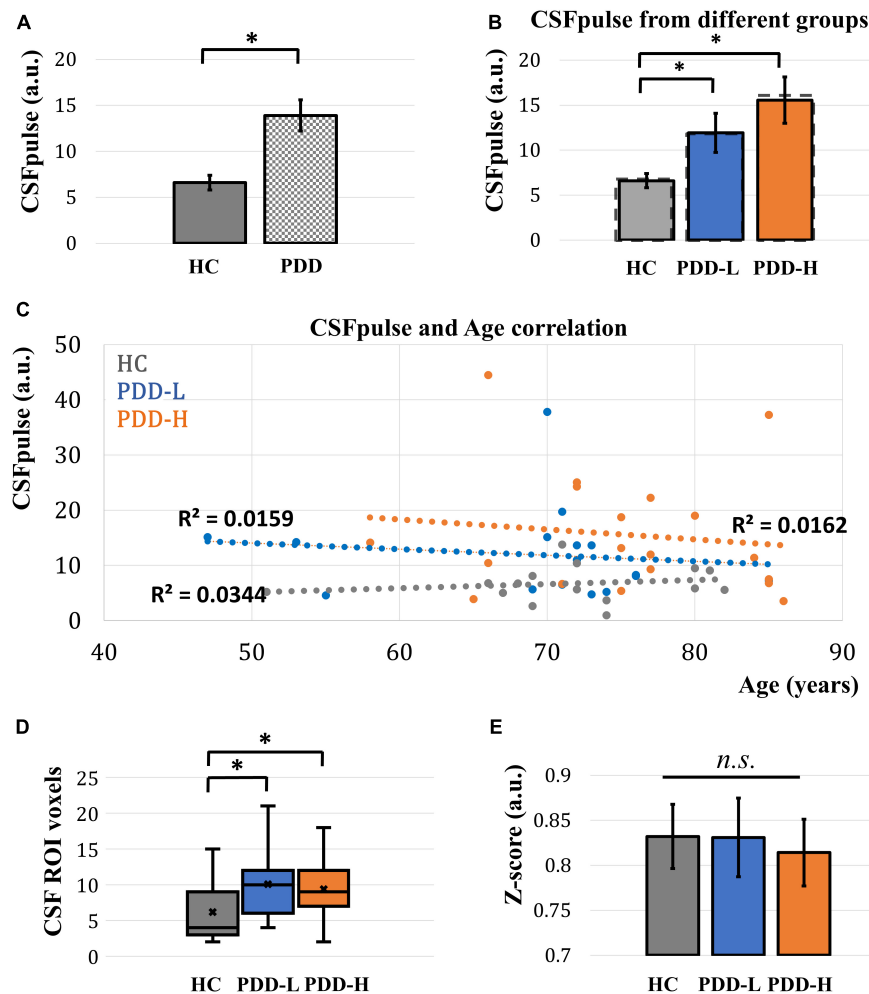 A
CSFpulse (a.u.)
20
15
10
5
0
*
HC
PDD
B
CSFpulse from different groups
CSFpulse (a.u.)
20
15
10
5
0
*
*
HC
PDD-L
PDD-H
C
CSFpulse and Age correlation
CSFpulse (a.u.)
50
40
30
20
10
0
HC
PDD-L
PDD-H
R² = 0.0159
R² = 0.0162
R² = 0.0344
40
50
60
70
80
90
Age (years)
D
CSF ROI voxels
25
20
15
10
5
0
*
*
HC
PDD-L
PDD-H
E
Z-score (a.u.)
0.9
0.85
0.8
0.75
0.7
n.s.
HC
PDD-L
PDD-H